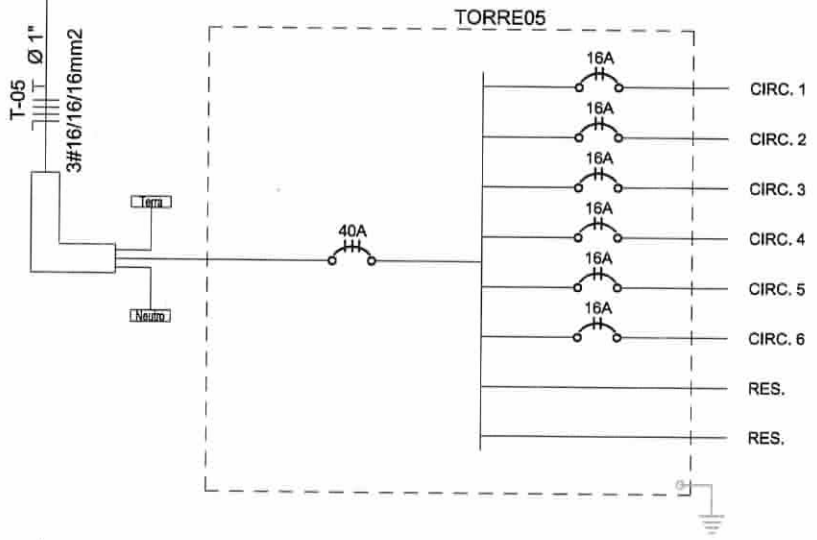 TORRE05
T-05
Ø 1"
3#16/16/16mm2
Terra
Neutro
40A
16A
CIRC. 1
16A
CIRC. 2
16A
CIRC. 3
16A
CIRC. 4
16A
CIRC. 5
16A
CIRC. 6
RES.
RES.